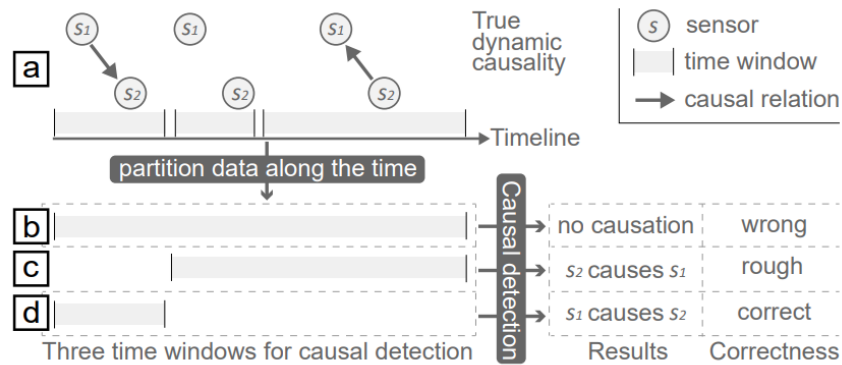 S1 S1 S1 True dynamic causality
S sensor
time window
causal relation
a
S2 S2 S2
Timeline
partition data along the time
Causal detection
b no causation wrong
c S2 causes S1 rough
d S1 causes S2 correct
Three time windows for causal detection Results Correctness